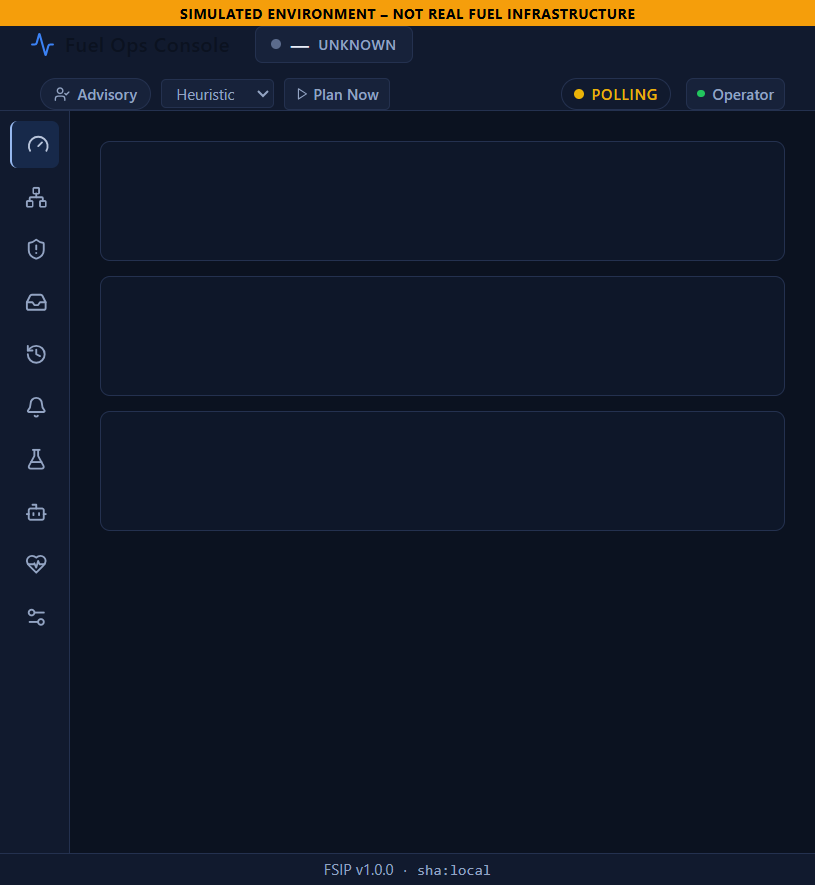 SIMULATED ENVIRONMENT – NOT REAL FUEL INFRASTRUCTURE
Fuel Ops Console — UNKNOWN
Advisory Heuristic Plan Now POLLING Operator
FSIP v1.0.0 · sha:local